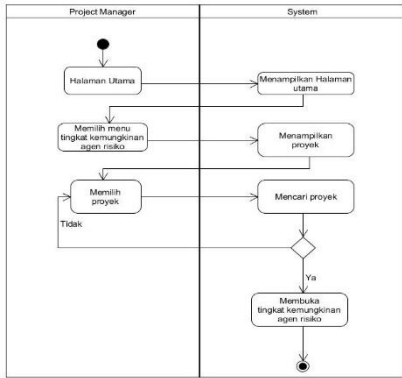 Project Manager
System
Halaman Utama
Menampilkan Halaman
utama
Memilih menu
tingkat kemungkinan
agen risiko
Menampilkan
proyek
Memilih
proyek
Mencari proyek
Tidak
Ya
Membuka
tingkat kemungkinan
agen risiko